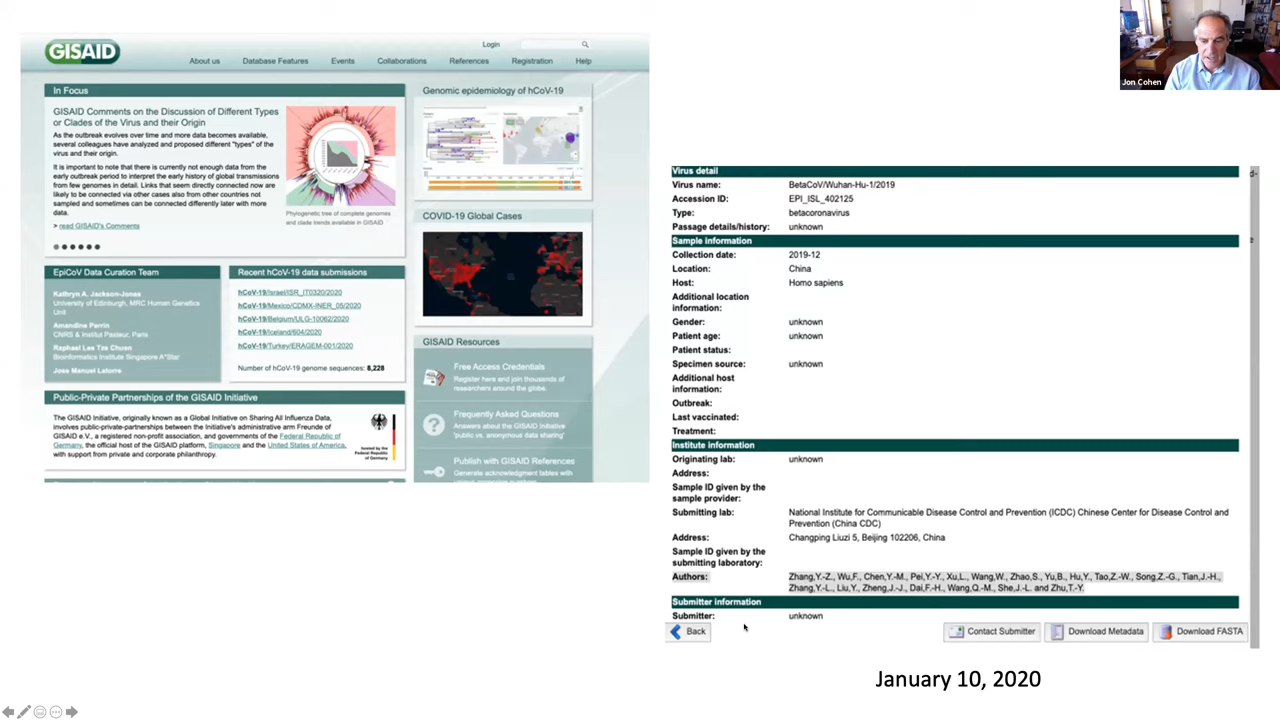 GISAID
Login
About us Database Features Events Collaborations References Registration Help
In Focus
GISAID Comments on the Discussion of Different Types
or Clades of the Virus and their Origin
As the outbreak evolves over time and more data becomes available,
several colleagues have analyzed and proposed different "types" of the
virus and their origin.
It is important to note that there is currently not enough data from the
early outbreak period to interpret the early history of global transmissions
from few genomes in detail. Links that seem directly connected now are
likely to be connected via other cases also from other countries not
sampled and sometimes can be connected differently later with more
data.
> read GISAID's Comments
Phylogenetic tree of complete genomes
and clade trends available in GISAID
Genomic epidemiology of hCoV-19
COVID-19 Global Cases
EpiCoV Data Curation Team
Kathryn A. Jackson-Jones
University of Edinburgh, MRC Human Genetics
Unit
Amandine Perrin
CNRS & Institut Pasteur, Paris
Raphael Lee Tze Chuen
Bioinformatics Institute Singapore A*Star
Jose Manuel Latorre
Recent hCoV-19 data submissions
hCoV-19/Israel/ISR_IT0320/2020
hCoV-19/Mexico/CDMX-INER_05/2020
hCoV-19/Belgium/ULG-10062/2020
hCoV-19/Iceland/604/2020
hCoV-19/Turkey/ERAGEM-001/2020
Number of hCoV-19 genome sequences: 8,228
Public-Private Partnerships of the GISAID Initiative
The GISAID Initiative, originally known as a Global Initiative on Sharing All Influenza Data,
involves public-private-partnerships between the Initiative's administrative arm Freunde of
GISAID e.V., a registered non-profit association, and governments of the Federal Republic of
Germany, the official host of the GISAID platform, Singapore and the United States of America,
with support from private and corporate philanthropy.
hosted by the
Federal Republic
of Germany
GISAID Resources
Free Access Credentials
Register here and join thousands of
researchers around the globe.
Frequently Asked Questions
Answers about the GISAID Initiative
"public vs. anonymous data sharing"
Publish with GISAID References
Generate acknowledgment tables with
Jon Cohen
Virus detail
Virus name: BetaCoV/Wuhan-Hu-1/2019
Accession ID: EPI_ISL_402125
Type: betacoronavirus
Passage details/history: unknown
Sample information
Collection date: 2019-12
Location: China
Host: Homo sapiens
Additional location
information:
Gender: unknown
Patient age: unknown
Patient status:
Specimen source: unknown
Additional host
information:
Outbreak:
Last vaccinated:
Treatment:
Institute information
Originating lab: unknown
Address:
Sample ID given by the
sample provider:
Submitting lab: National Institute for Communicable Disease Control and Prevention (ICDC) Chinese Center for Disease Control and
Prevention (China CDC)
Address: Changping Liuzi 5, Beijing 102206, China
Sample ID given by the
submitting laboratory:
Authors: Zhang,Y.-Z., Wu,F., Chen,Y.-M., Pei,Y.-Y., Xu,L., Wang,W., Zhao,S., Yu,B., Hu,Y., Tao,Z.-W., Song,Z.-G., Tian,J.-H.,
Zhang,Y.-L., Liu,Y., Zheng,J.-J., Dai,F.-H., Wang,Q.-M., She,J.-L. and Zhu,T.-Y.
Submitter information
Submitter: unknown
Back Contact Submitter Download Metadata Download FASTA
January 10, 2020